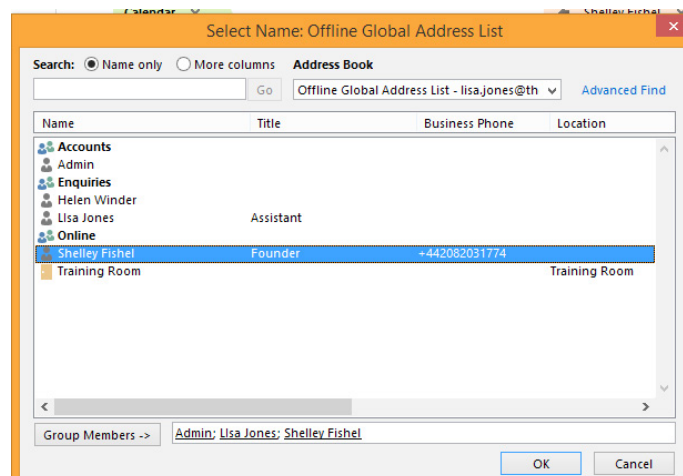 Calendar
Shelley Fishel
Select Name: Offline Global Address List
Search: Name only More columns Address Book
Go Offline Global Address List - lisa.jones@th Advanced Find
Name Title Business Phone Location
Accounts
Admin
Enquiries
Helen Winder
LIsa Jones Assistant
Online
Shelley Fishel Founder +442082031774
Training Room Training Room
Group Members -> Admin; LIsa Jones; Shelley Fishel
OK Cancel